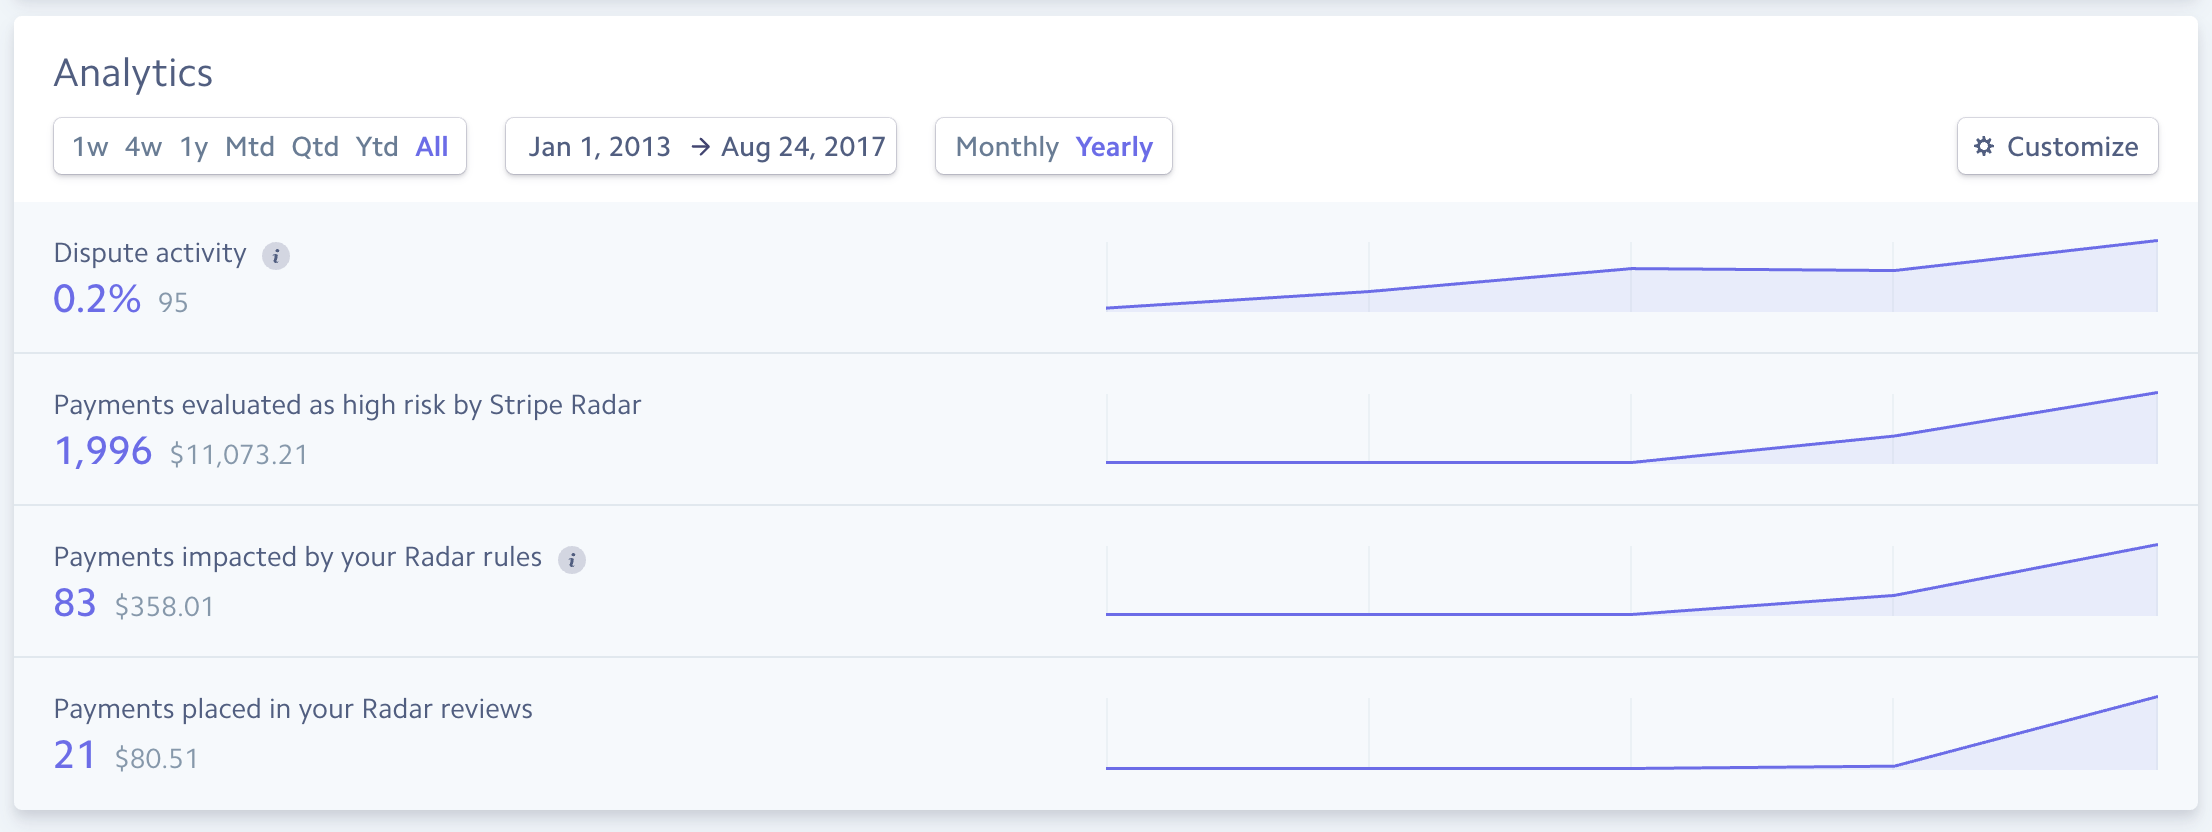 Analytics
1w 4w 1y Mtd Qtd Ytd All
Jan 1, 2013 → Aug 24, 2017
Monthly Yearly
Customize
Dispute activity i
0.2% 95
Payments evaluated as high risk by Stripe Radar
1,996 $11,073.21
Payments impacted by your Radar rules i
83 $358.01
Payments placed in your Radar reviews
21 $80.51